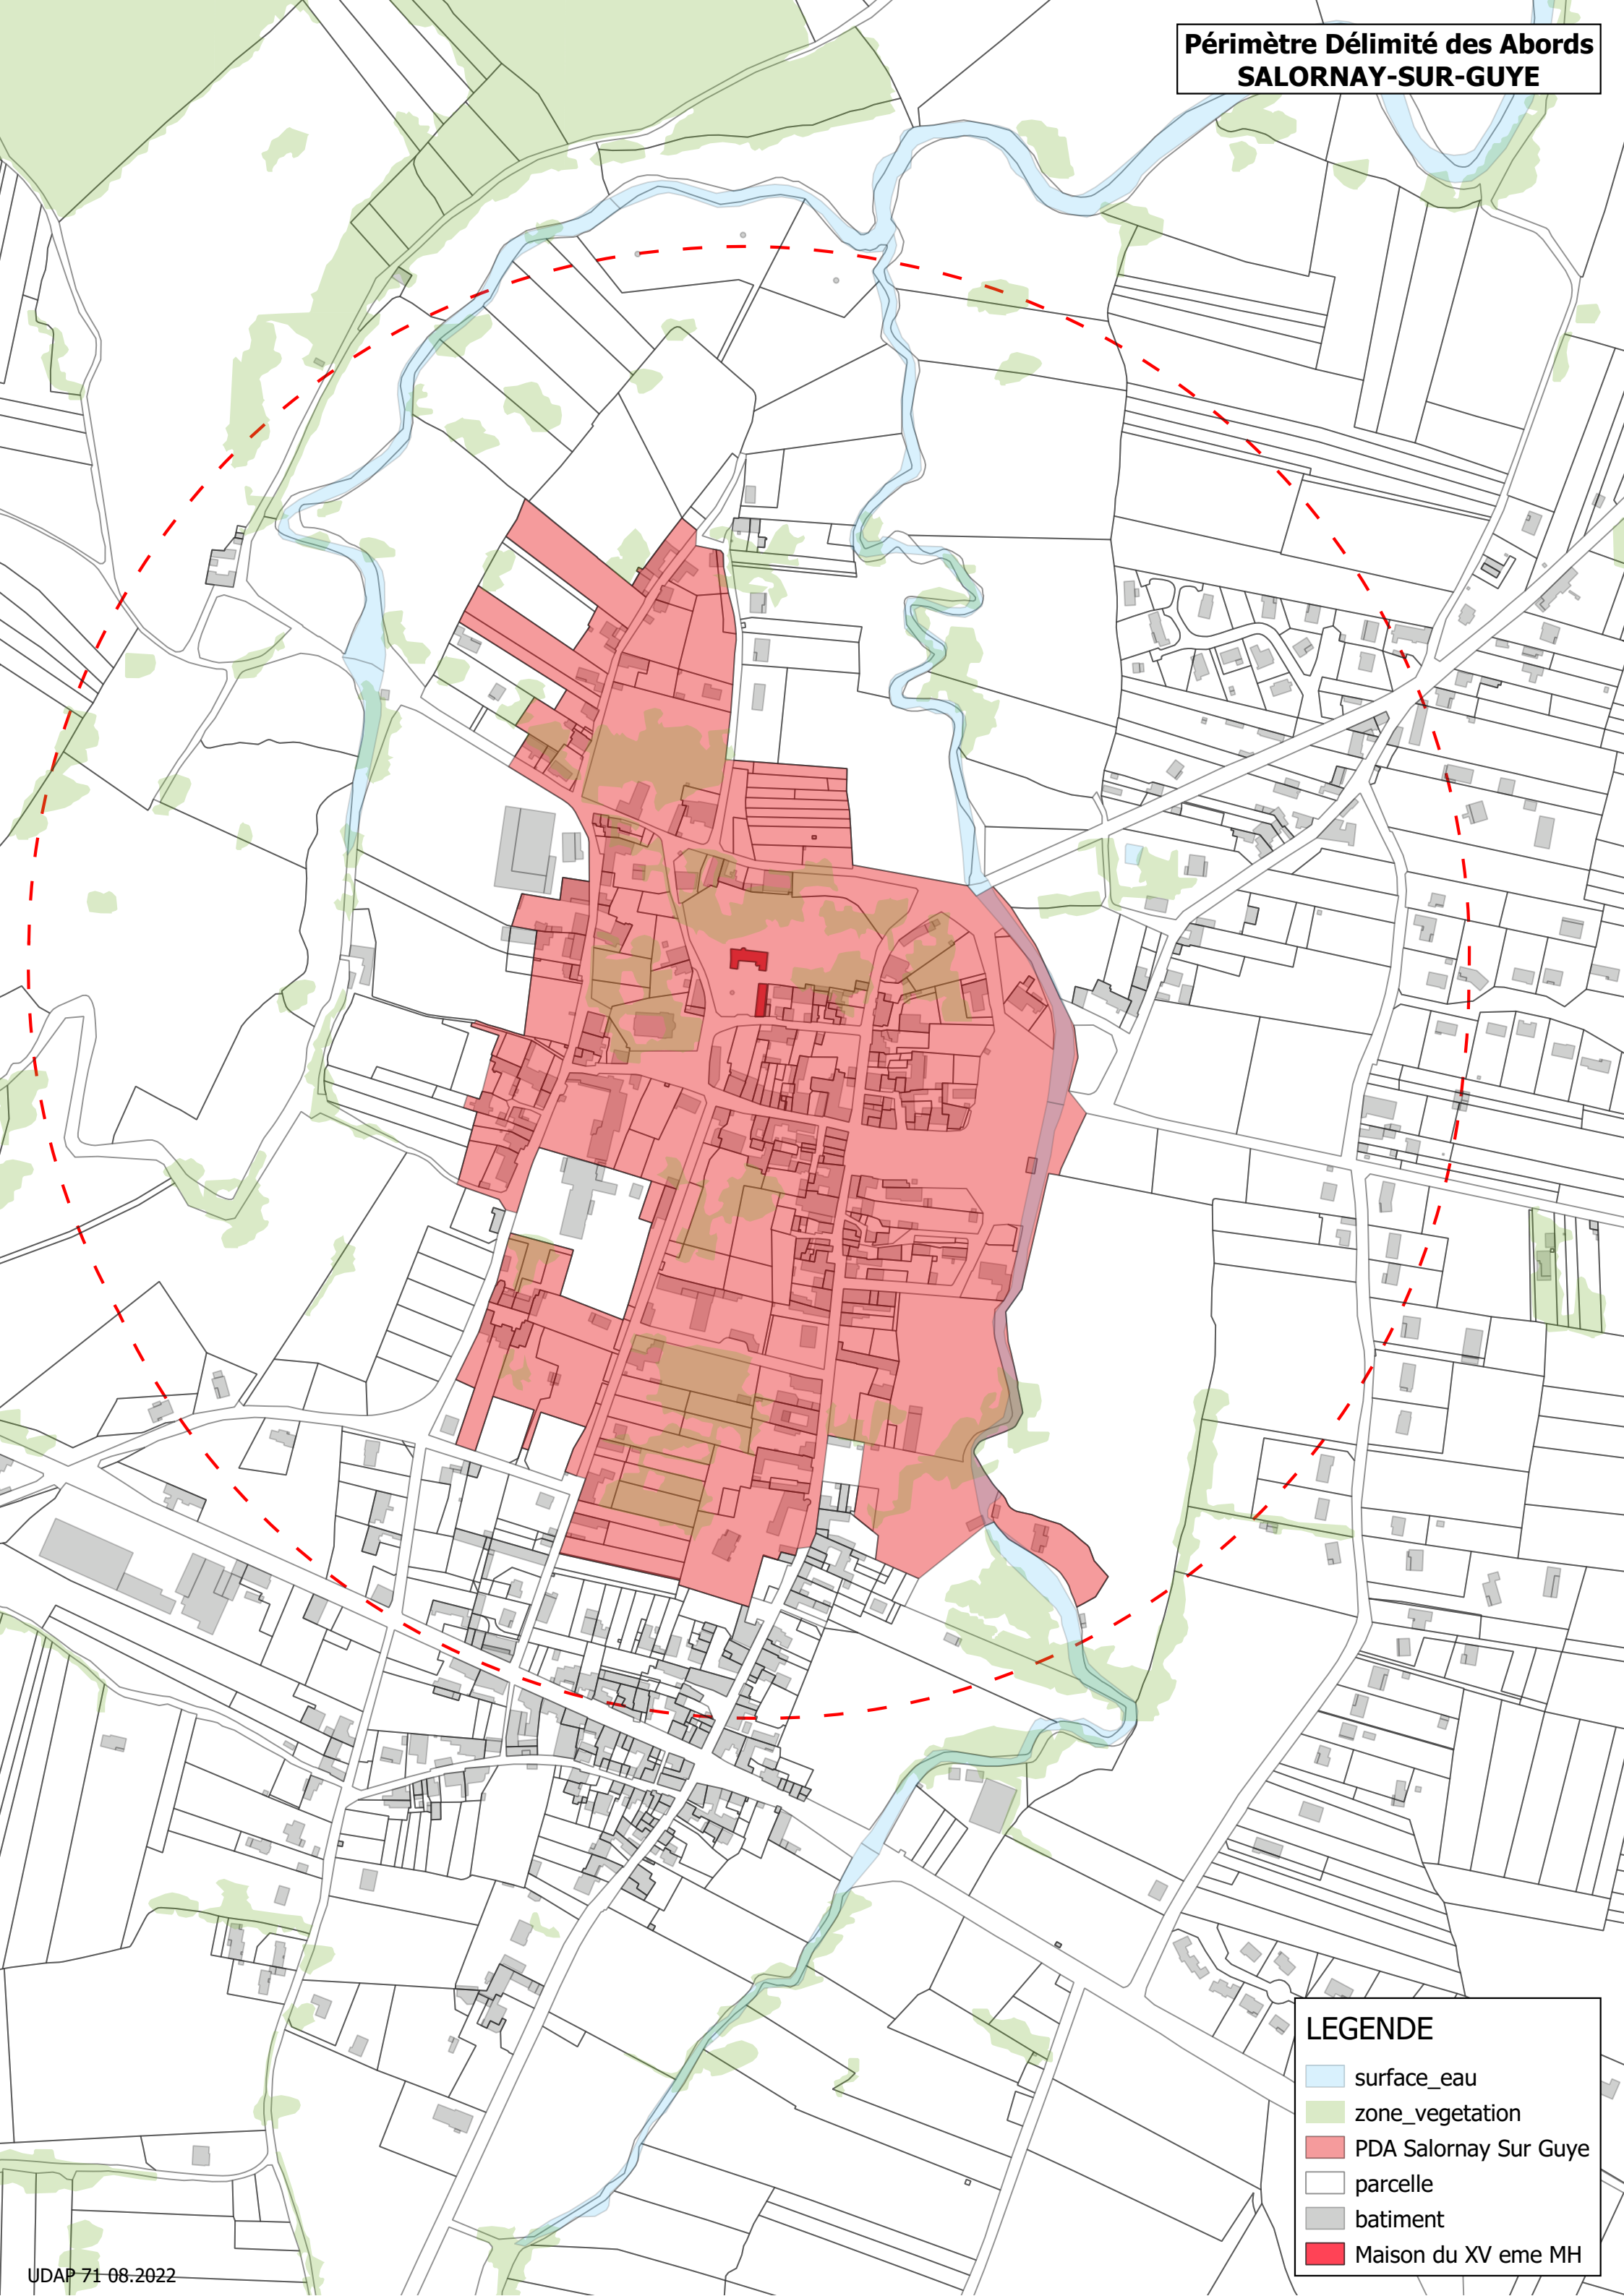 Périmètre Délimité des Abords
SALORNAY-SUR-GUYE
LEGENDE
surface_eau
zone_vegetation
PDA Salornay Sur Guye
parcelle
batiment
Maison du XV eme MH
UDAP 71 08.2022